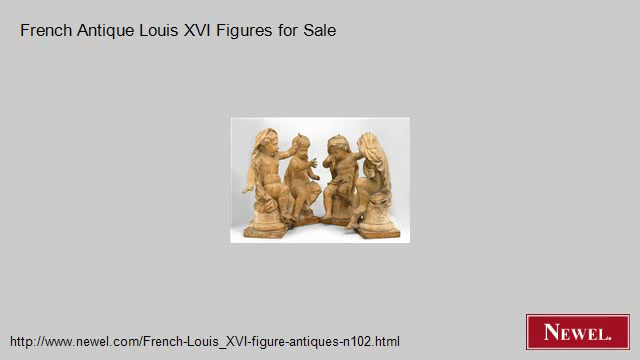 French Antique Louis XVI Figures for Sale
http://www.newel.com/French-Louis_XVI-figure-antiques-n102.html
NEWEL.